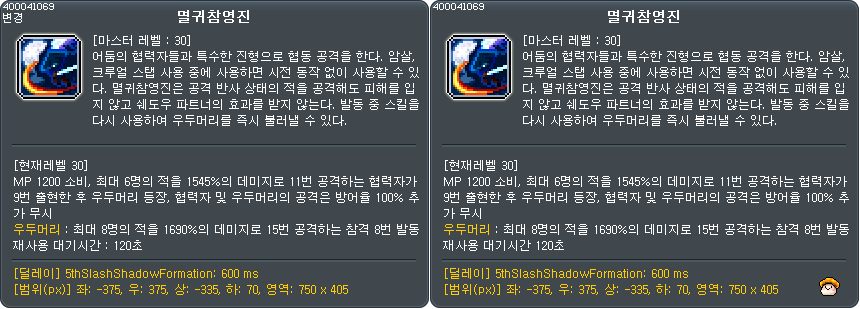 400041069
변경
멸귀참영진
[마스터 레벨 : 30]
어둠의 협력자들과 특수한 진형으로 협동 공격을 한다. 암살,
크루얼 스탭 사용 중에 사용하면 시전 동작 없이 사용할 수 있
다. 멸귀참영진은 공격 반사 상태의 적을 공격해도 피해를 입
지 않고 쉐도우 파트너의 효과를 받지 않는다. 발동 중 스킬을
다시 사용하여 우두머리를 즉시 불러낼 수 있다.
[현재레벨 30]
MP 1200 소비, 최대 6명의 적을 1545%의 데미지로 11번 공격하는 협력자가
9번 출현한 후 우두머리 등장, 협력자 및 우두머리의 공격은 방어율 100% 추
가 무시
우두머리 : 최대 8명의 적을 1690%의 데미지로 15번 공격하는 참격 8번 발동
재사용 대기시간 : 120초
[딜레이] 5thSlashShadowFormation: 600 ms
[범위(px)] 좌: -375, 우: 375, 상: -335, 하: 70, 영역: 750 x 405
400041069
멸귀참영진
[마스터 레벨 : 30]
어둠의 협력자들과 특수한 진형으로 협동 공격을 한다. 암살,
크루얼 스탭 사용 중에 사용하면 시전 동작 없이 사용할 수 있
다. 멸귀참영진은 공격 반사 상태의 적을 공격해도 피해를 입
지 않고 쉐도우 파트너의 효과를 받지 않는다. 발동 중 스킬을
다시 사용하여 우두머리를 즉시 불러낼 수 있다.
[현재레벨 30]
MP 1200 소비, 최대 6명의 적을 1545%의 데미지로 11번 공격하는 협력자가
9번 출현한 후 우두머리 등장, 협력자 및 우두머리의 공격은 방어율 100% 추
가 무시
우두머리 : 최대 8명의 적을 1690%의 데미지로 15번 공격하는 참격 8번 발동
재사용 대기시간 120초
[딜레이] 5thSlashShadowFormation: 600 ms
[범위(px)] 좌: -375, 우: 375, 상: -335, 하: 70, 영역: 750 x 405